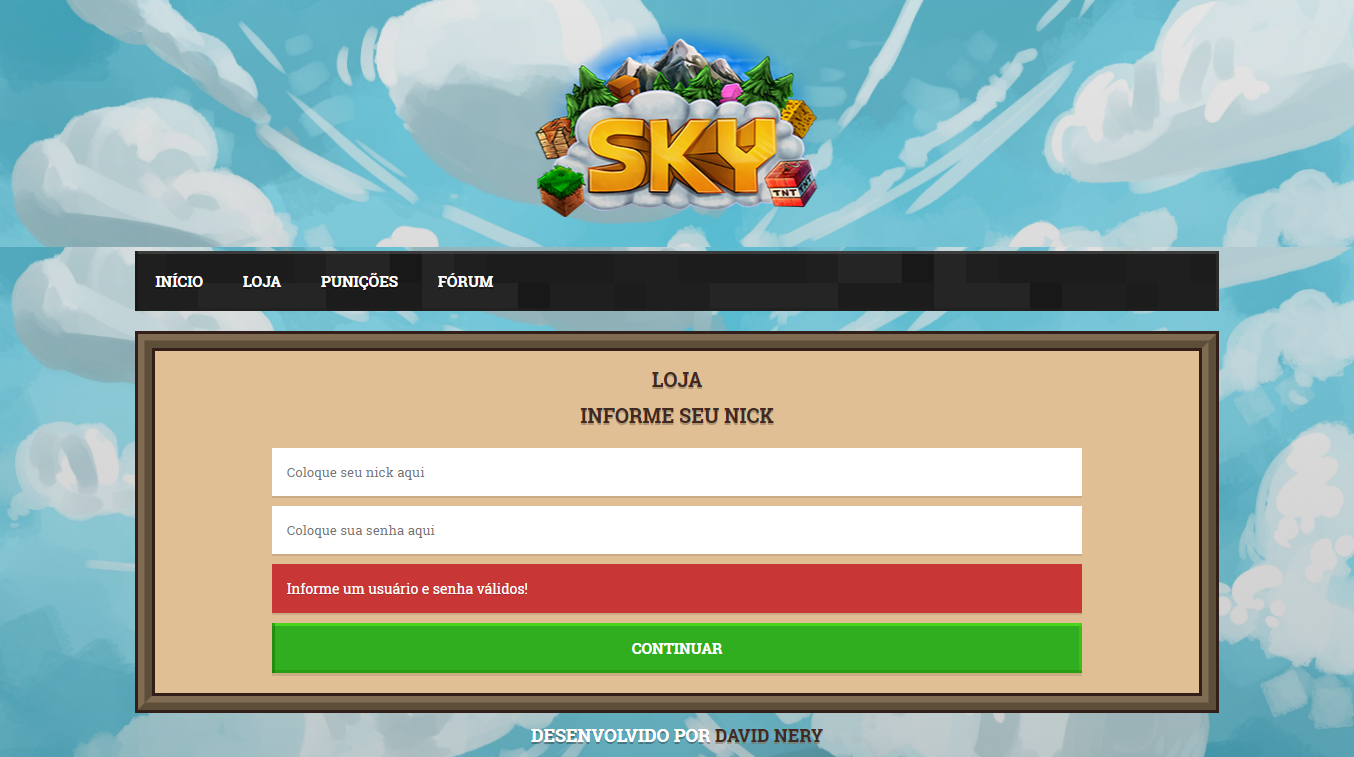 SKY
TNT
TNT
INÍCIO LOJA PUNIÇÕES FÓRUM
LOJA
INFORME SEU NICK
Coloque seu nick aqui
Coloque sua senha aqui
Informe um usuário e senha válidos!
CONTINUAR
DESENVOLVIDO POR DAVID NERY